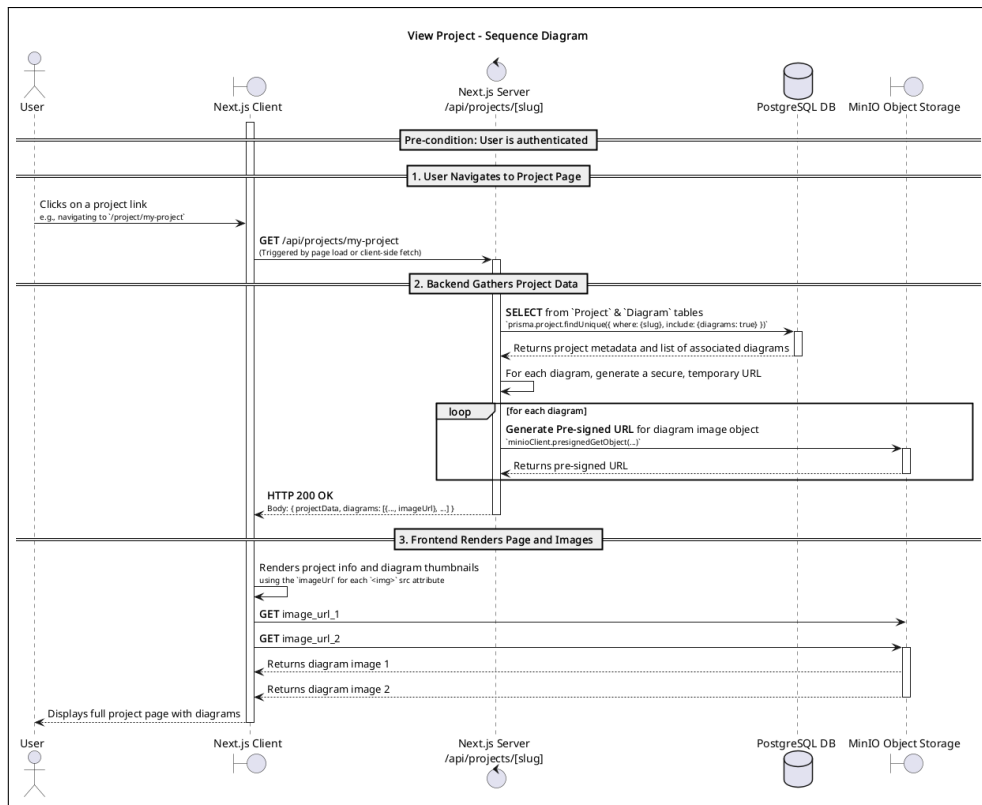 View Project - Sequence Diagram
User
Next.js Client
Next.js Server
/api/projects/[slug]
PostgreSQL DB
MinIO Object Storage
Pre-condition: User is authenticated
1. User Navigates to Project Page
Clicks on a project link
e.g., navigating to `/project/my-project`
GET /api/projects/my-project
(Triggered by page load or client-side fetch)
2. Backend Gathers Project Data
SELECT from `Project` & `Diagram` tables
`prisma.project.findUnique({ where: {slug}, include: {diagrams: true} })`
Returns project metadata and list of associated diagrams
For each diagram, generate a secure, temporary URL
loop [for each diagram]
Generate Pre-signed URL for diagram image object
`minioClient.presignedGetObject(...)`
Returns pre-signed URL
HTTP 200 OK
Body: { projectData, diagrams: [{..., imageUrl}, ...] }
3. Frontend Renders Page and Images
Renders project info and diagram thumbnails
using the `imageUrl` for each `<img>` src attribute
GET image_url_1
GET image_url_2
Returns diagram image 1
Returns diagram image 2
Displays full project page with diagrams
User
Next.js Client
Next.js Server
/api/projects/[slug]
PostgreSQL DB
MinIO Object Storage